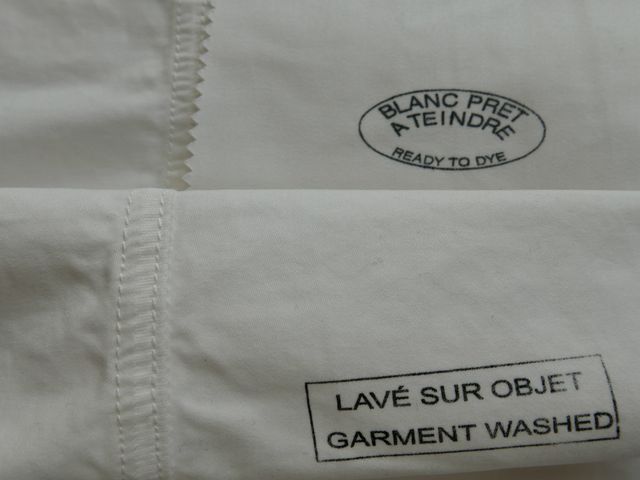 BLANC PRET
A TEINDRE
READY TO DYE
LAVÉ SUR OBJET
GARMENT WASHED